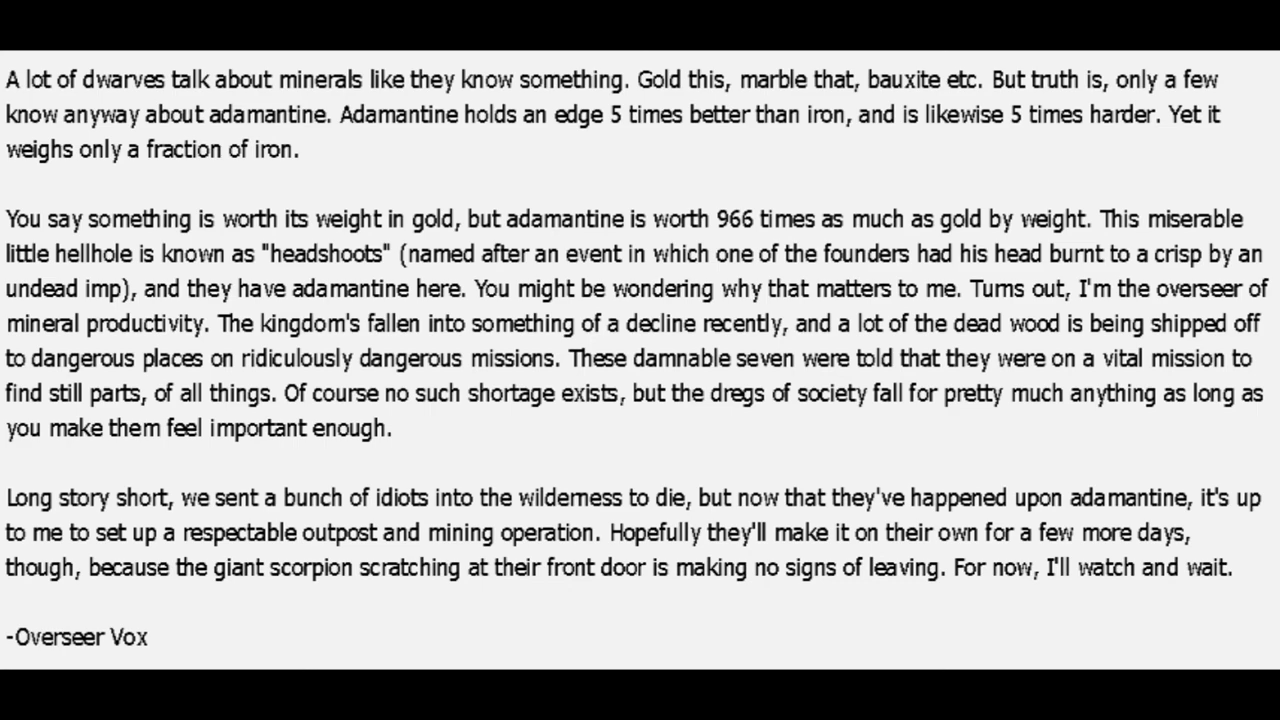 A lot of dwarves talk about minerals like they know something. Gold this, marble that, bauxite etc. But truth is, only a few
know anyway about adamantine. Adamantine holds an edge 5 times better than iron, and is likewise 5 times harder. Yet it
weighs only a fraction of iron.
You say something is worth its weight in gold, but adamantine is worth 966 times as much as gold by weight. This miserable
little hellhole is known as "headshoots" (named after an event in which one of the founders had his head burnt to a crisp by an
undead imp), and they have adamantine here. You might be wondering why that matters to me. Turns out, I'm the overseer of
mineral productivity. The kingdom's fallen into something of a decline recently, and a lot of the dead wood is being shipped off
to dangerous places on ridiculously dangerous missions. These damnable seven were told that they were on a vital mission to
find still parts, of all things. Of course no such shortage exists, but the dregs of society fall for pretty much anything as long as
you make them feel important enough.
Long story short, we sent a bunch of idiots into the wilderness to die, but now that they've happened upon adamantine, it's up
to me to set up a respectable outpost and mining operation. Hopefully they'll make it on their own for a few more days,
though, because the giant scorpion scratching at their front door is making no signs of leaving. For now, I'll watch and wait.
-Overseer Vox